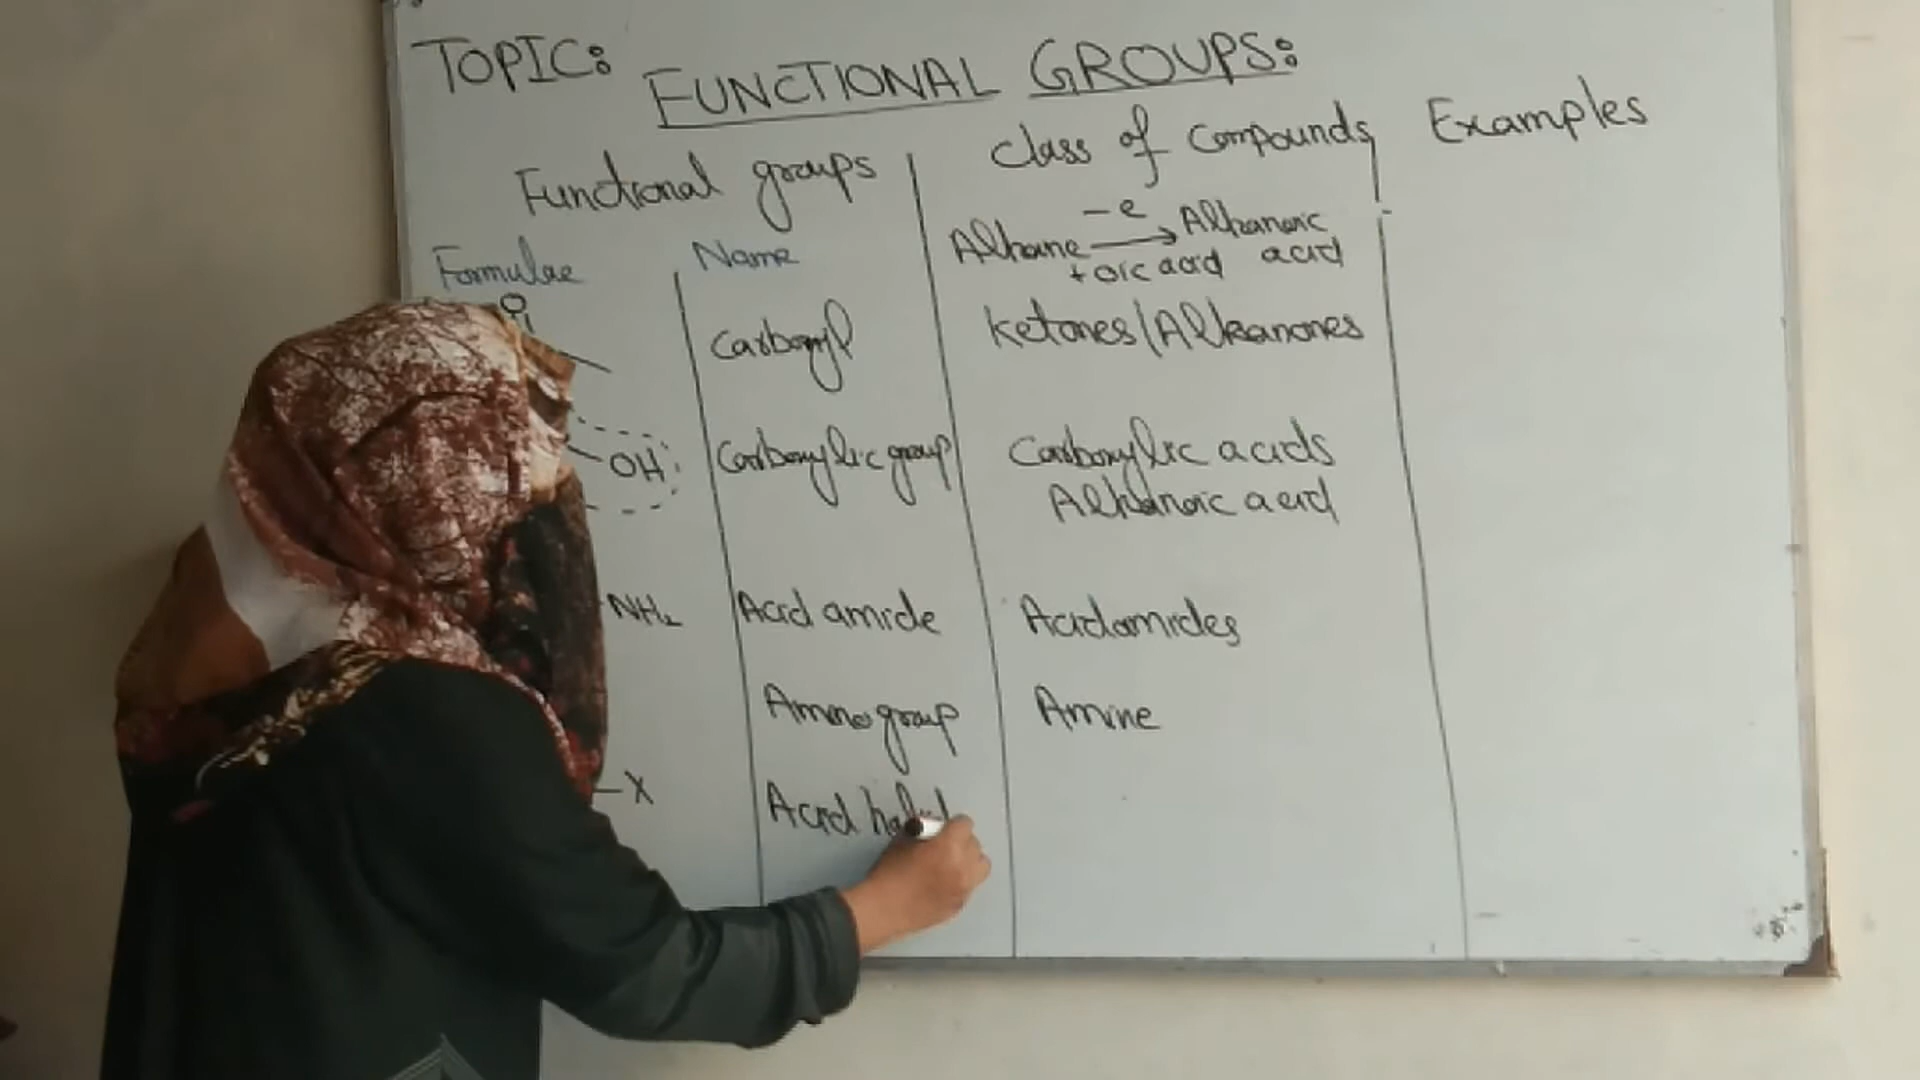 TOPIC: FUNCTIONAL GROUPS:
Functional groups Class of Compounds Examples
Formulae Name
Alkane -e → Alkanoic acid
+ oic acid
O
Carbonyl Ketones/Alkanones
OH Carboxylic group Carboxylic acids
Alkanoic acid
NH₂ Acid amide Acidamides
Amino group Amine
-X Acid